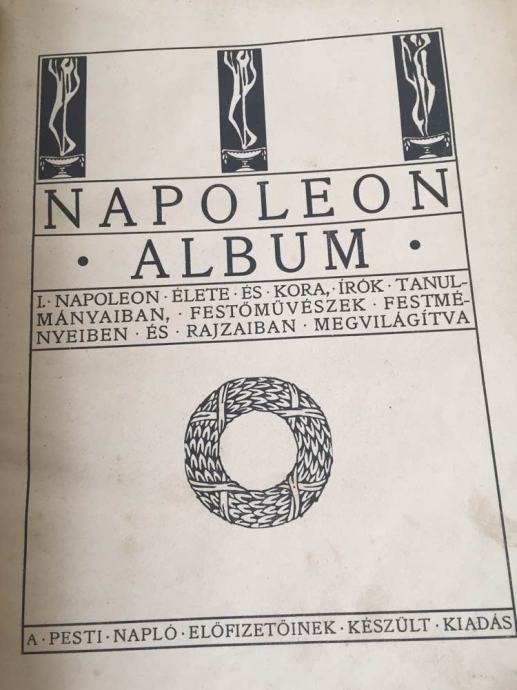 NAPOLEON
· ALBUM ·
I · NAPOLEON · ÉLETE · ÉS · KORA, · ÍRÓK · TANUL-
MÁNYAIBAN, · FESTŐMŰVÉSZEK · FESTMÉ-
NYEIBEN · ÉS · RAJZAIBAN · MEGVILÁGÍTVA
A · PESTI · NAPLÓ · ELŐFIZETŐINEK · KÉSZÜLT · KIADÁS